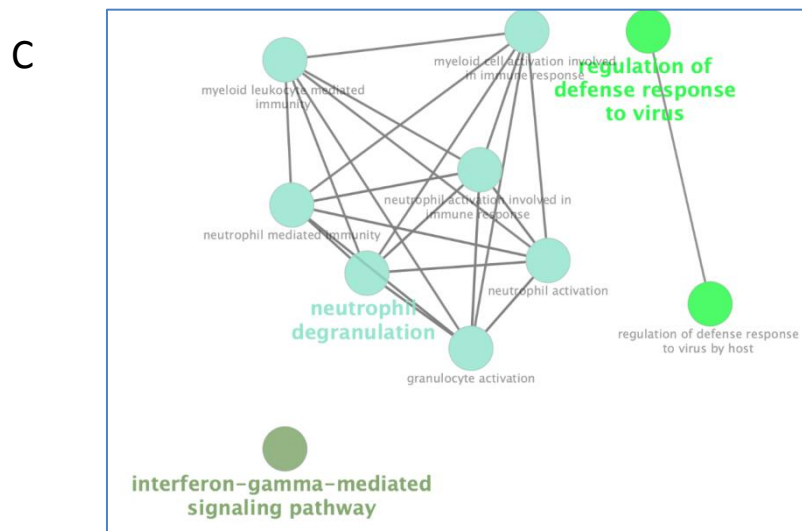 C
myeloid leukocyte mediated
immunity
myeloid cell activation involved
in immune response
regulation of
defense response
to virus
neutrophil activation involved in
immune response
neutrophil mediated immunity
neutrophil activation
neutrophil
degranulation
regulation of defense response
to virus by host
granulocyte activation
interferon-gamma-mediated
signaling pathway